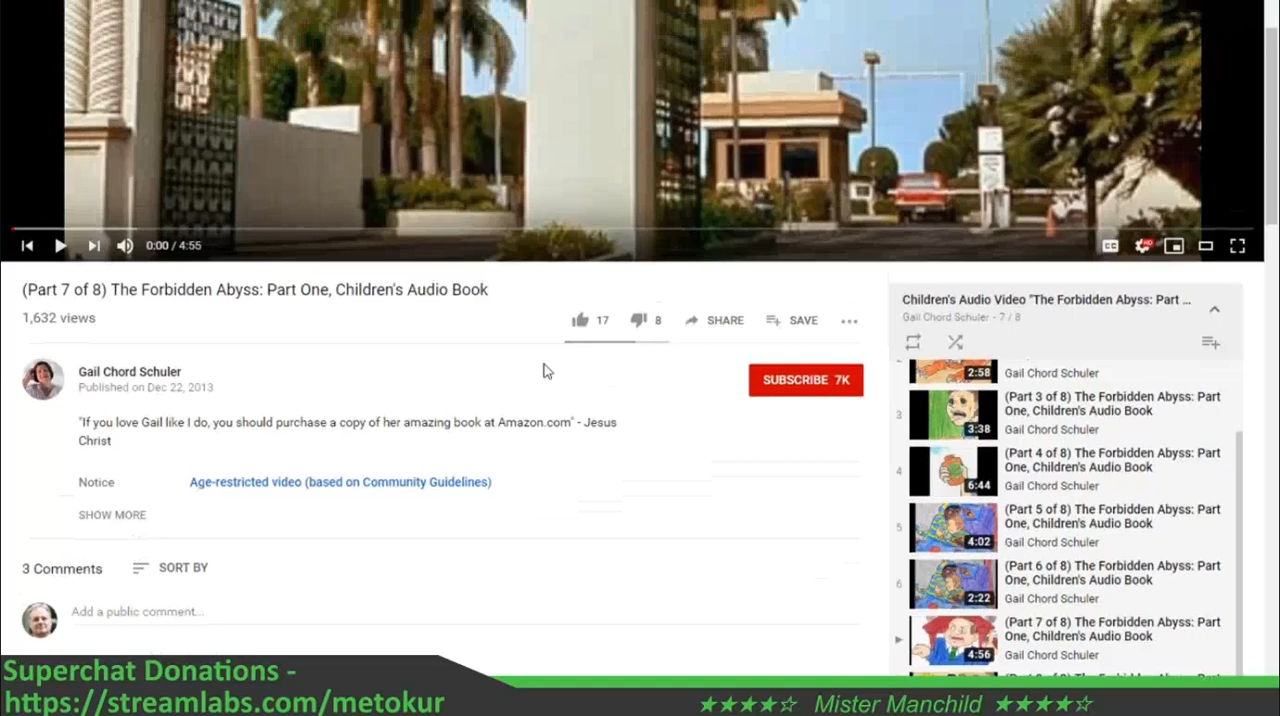 0:00 / 4:55
CC
HD
(Part 7 of 8) The Forbidden Abyss: Part One, Children's Audio Book
1,632 views
17
8
SHARE
SAVE
Gail Chord Schuler
Published on Dec 22, 2013
SUBSCRIBE 7K
"If you love Gail like I do, you should purchase a copy of her amazing book at Amazon.com" - Jesus
Christ
Notice
Age-restricted video (based on Community Guidelines)
SHOW MORE
3 Comments
SORT BY
Add a public comment...
Children's Audio Video "The Forbidden Abyss: Part ...
Gail Chord Schuler - 7 / 8
2:58
Gail Chord Schuler
3
3:38
(Part 3 of 8) The Forbidden Abyss: Part
One, Children's Audio Book
Gail Chord Schuler
4
6:44
(Part 4 of 8) The Forbidden Abyss: Part
One, Children's Audio Book
Gail Chord Schuler
5
4:02
(Part 5 of 8) The Forbidden Abyss: Part
One, Children's Audio Book
Gail Chord Schuler
6
2:22
(Part 6 of 8) The Forbidden Abyss: Part
One, Children's Audio Book
Gail Chord Schuler
4:56
(Part 7 of 8) The Forbidden Abyss: Part
One, Children's Audio Book
Gail Chord Schuler
Superchat Donations -
https://streamlabs.com/metokur
★★★★☆ Mister Manchild ★★★★☆